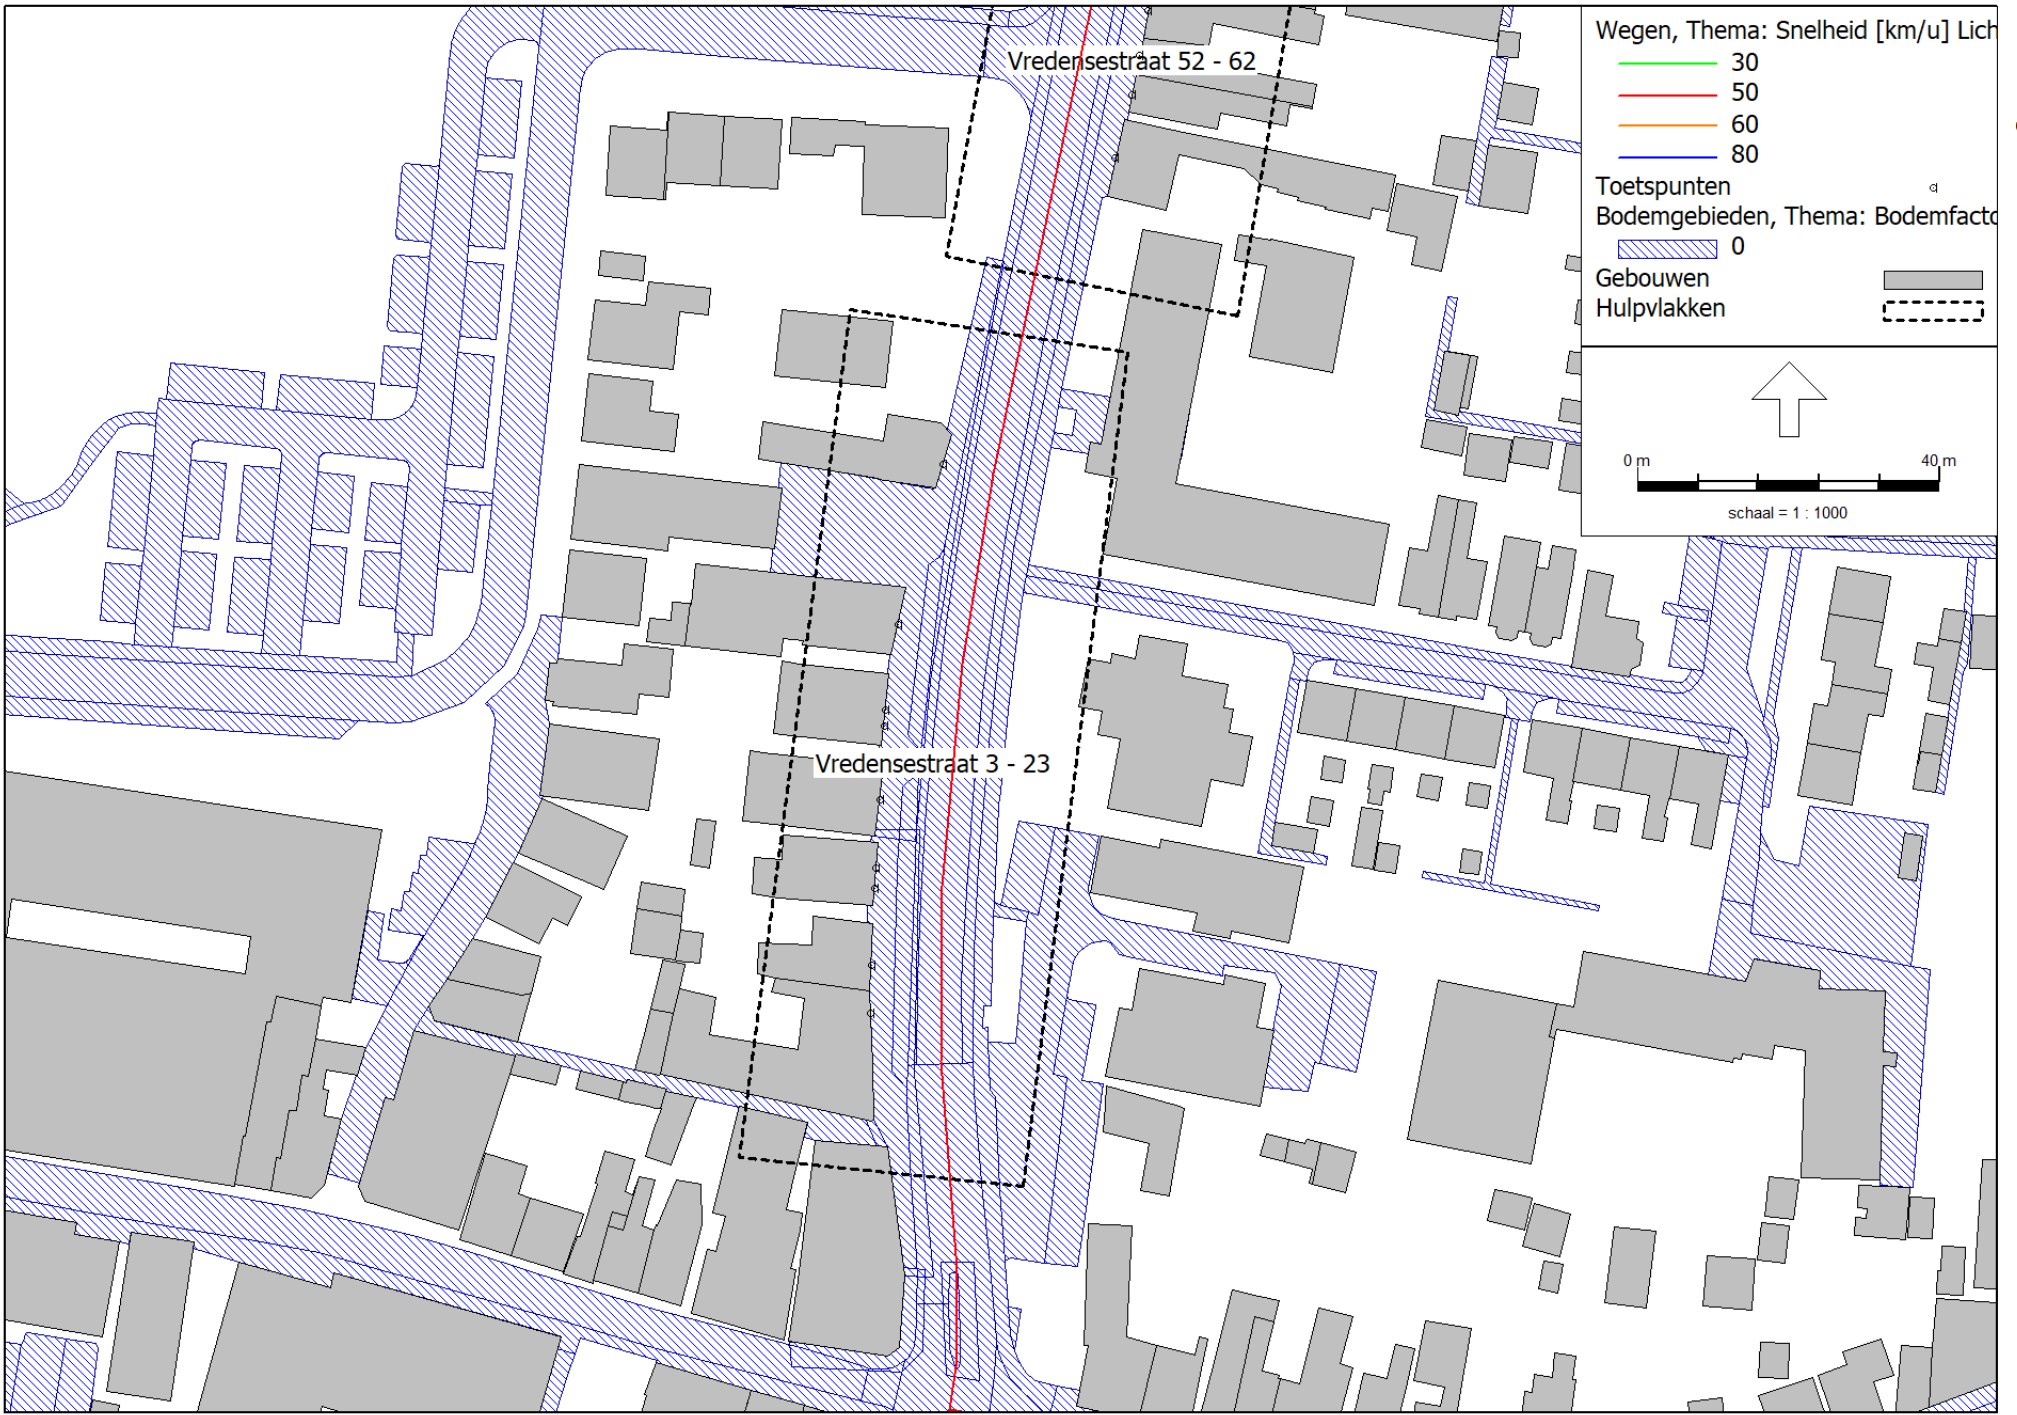 Wegen, Thema: Snelheid [km/u] Lich
30
50
60
80
Toetspunten
Bodemgebieden, Thema: Bodemfacto
0
Gebouwen
Hulpvlakken
0 m 40 m
schaal = 1 : 1000
Vredensestraat 52 - 62
Vredensestraat 3 - 23